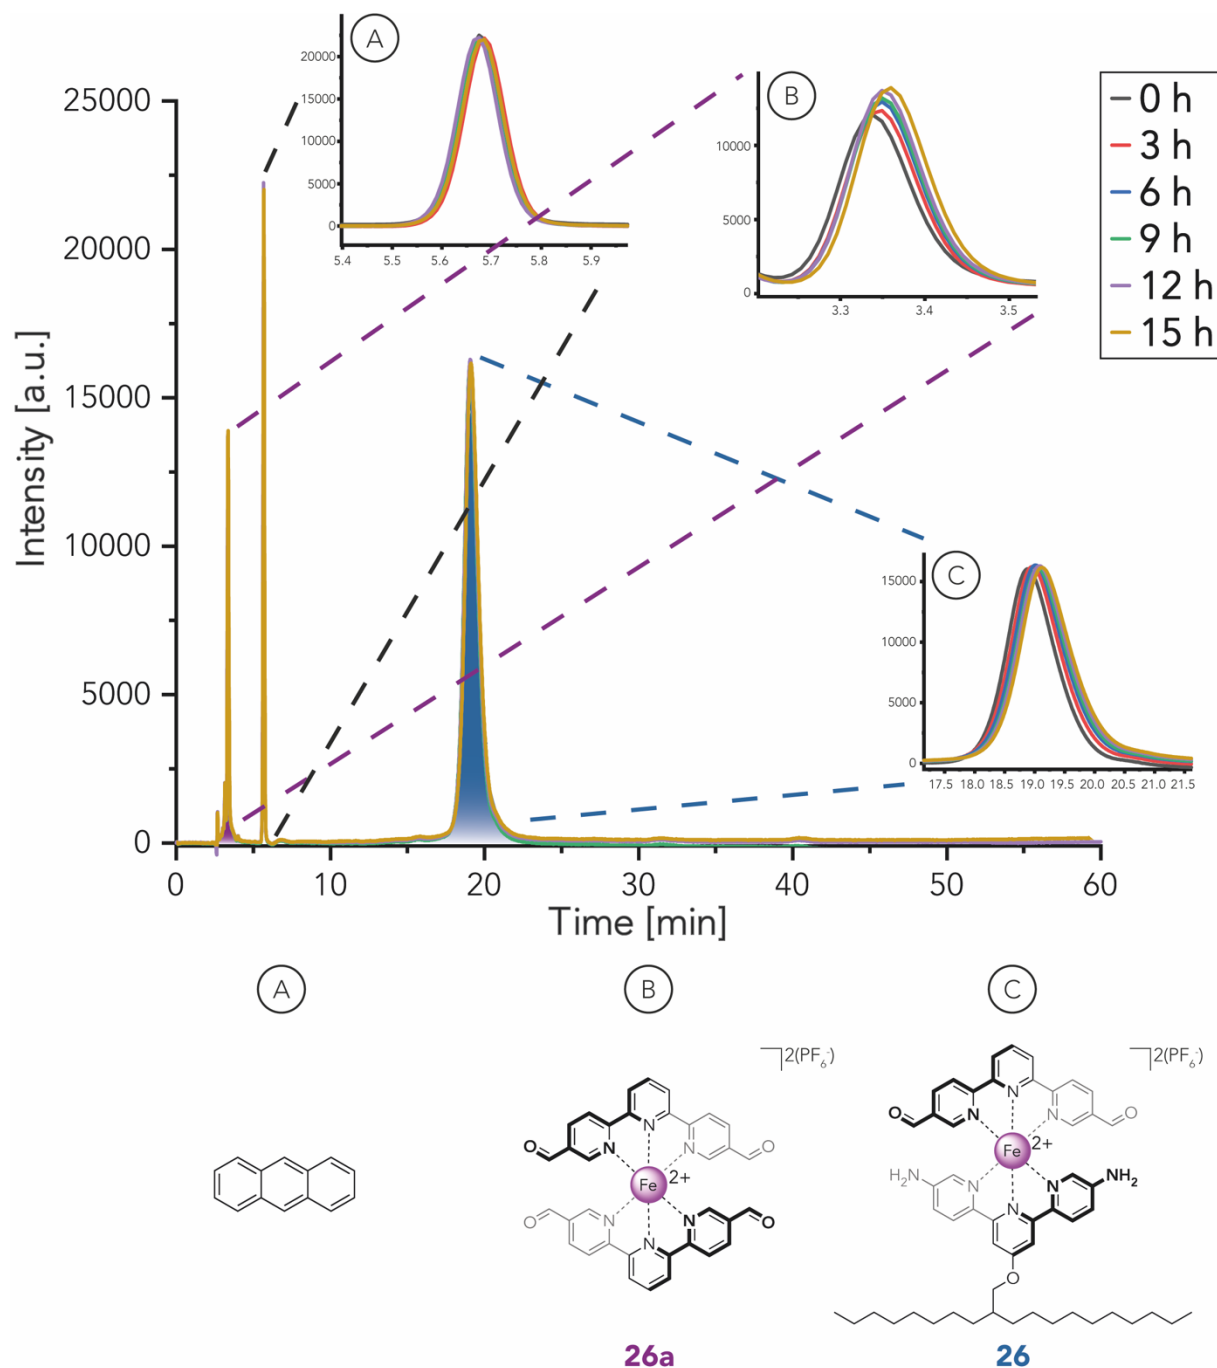 A
20000
15000
10000
5000
0
5.4 5.5 5.6 5.7 5.8 5.9
B
10000
5000
0
3.3 3.4 3.5
0 h
3 h
6 h
9 h
12 h
15 h
C
15000
10000
5000
0
17.5 18.0 18.5 19.0 19.5 20.0 20.5 21.0 21.5
Intensity [a.u.]
25000
20000
15000
10000
5000
0
0 10 20 30 40 50 60
Time [min]
A
B
C
2(PF6-)
O
O
N
N
N
Fe
2+
O
N
N
N
O
26a
2(PF6-)
O
O
N
N
N
Fe
2+
H2N
NH2
N
N
N
O
26